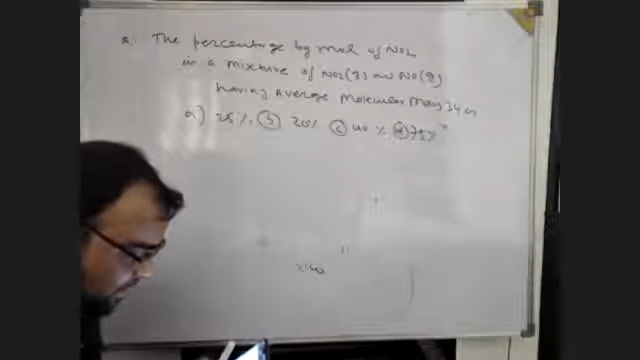 Q. The percentage by mol of NO2
in a mixture of NO2(g) and NO(g)
having Average Molecular Mass 34 is
a) 25% (b) 20% (c) 40 % (d) 75%
x100